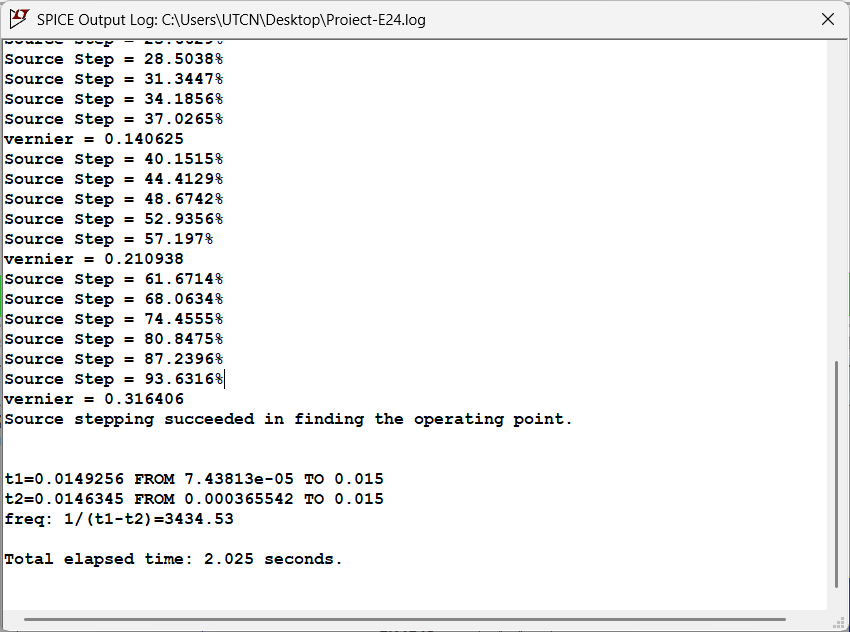 SPICE Output Log: C:\Users\UTCN\Desktop\Proiect-E24.log
Source Step = 28.5038%
Source Step = 31.3447%
Source Step = 34.1856%
Source Step = 37.0265%
vernier = 0.140625
Source Step = 40.1515%
Source Step = 44.4129%
Source Step = 48.6742%
Source Step = 52.9356%
Source Step = 57.197%
vernier = 0.210938
Source Step = 61.6714%
Source Step = 68.0634%
Source Step = 74.4555%
Source Step = 80.8475%
Source Step = 87.2396%
Source Step = 93.6316%
vernier = 0.316406
Source stepping succeeded in finding the operating point.
t1=0.0149256 FROM 7.43813e-05 TO 0.015
t2=0.0146345 FROM 0.000365542 TO 0.015
freq: 1/(t1-t2)=3434.53
Total elapsed time: 2.025 seconds.